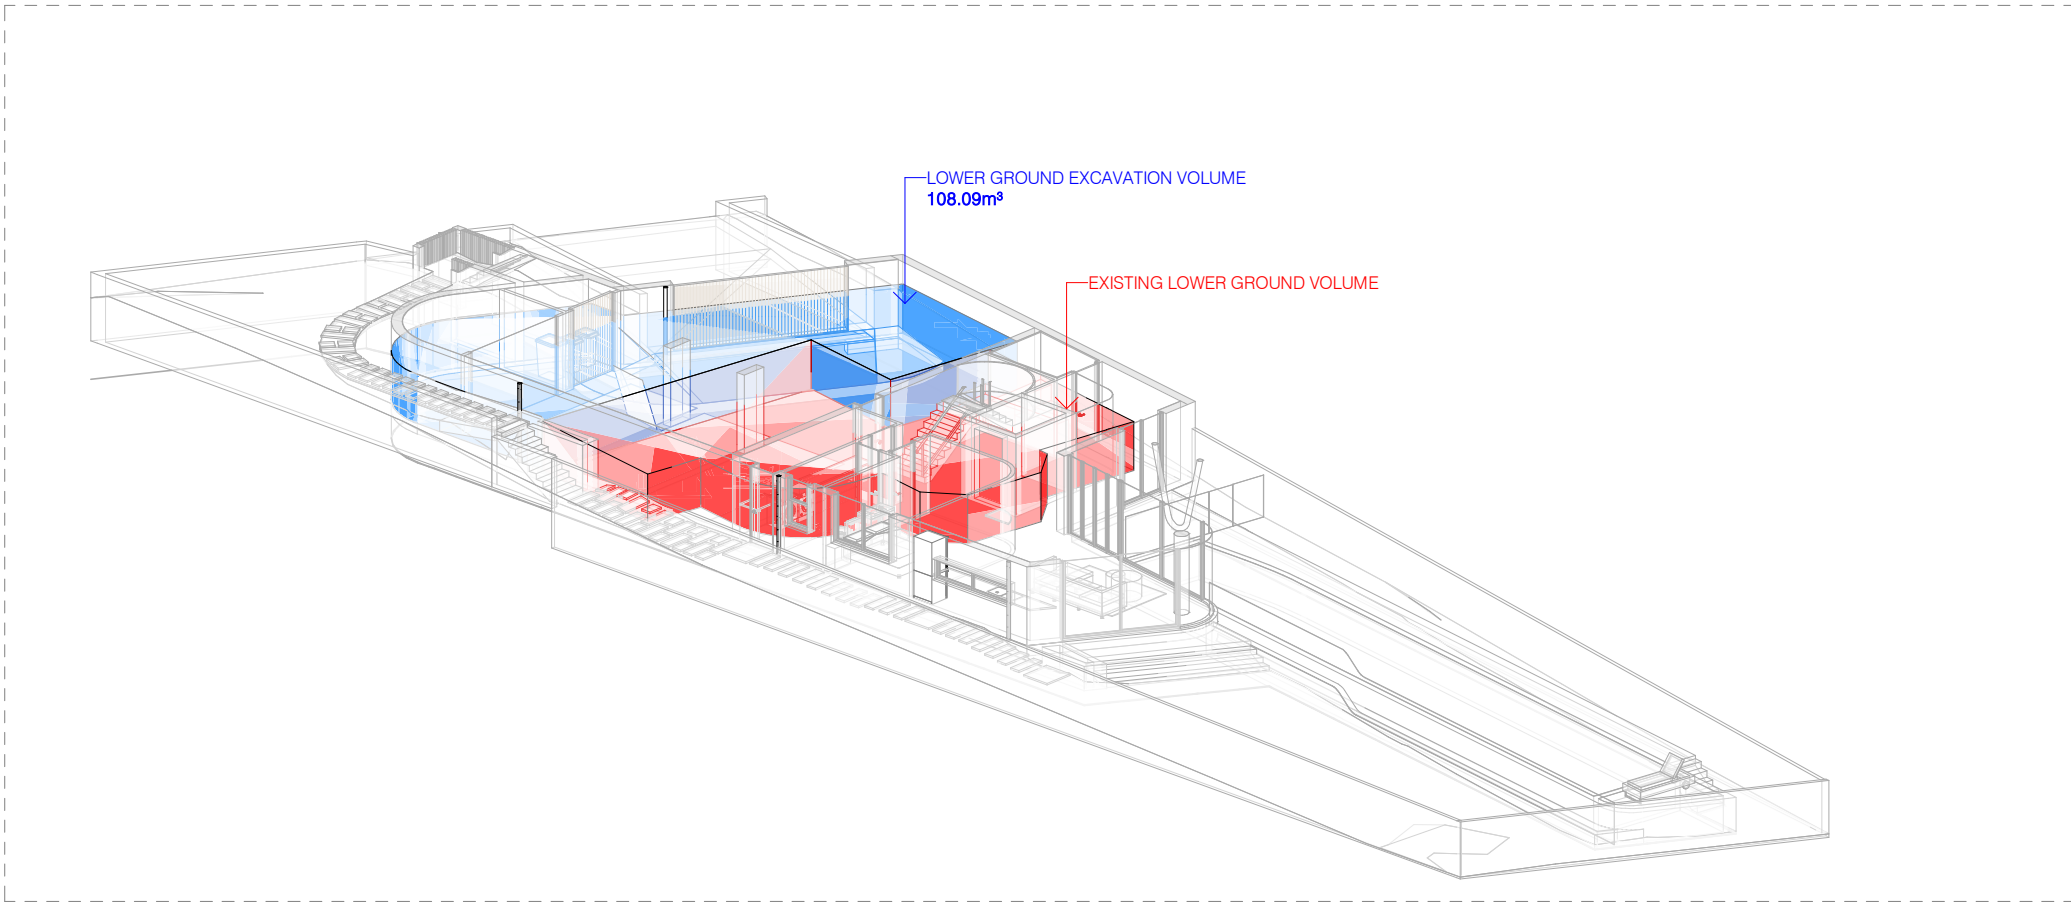 LOWER GROUND EXCAVATION VOLUME
108.09m³
EXISTING LOWER GROUND VOLUME